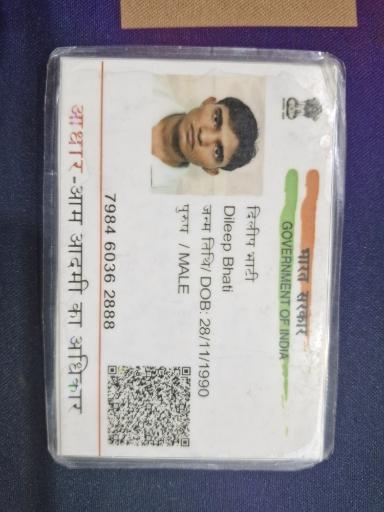 भारत सरकार
GOVERNMENT OF INDIA
दिलीप भाटी
Dileep Bhati
जन्म तिथि/ DOB: 28/11/1990
पुरुष / MALE
7984 6036 2888
आधार-आम आदमी का अधिकार